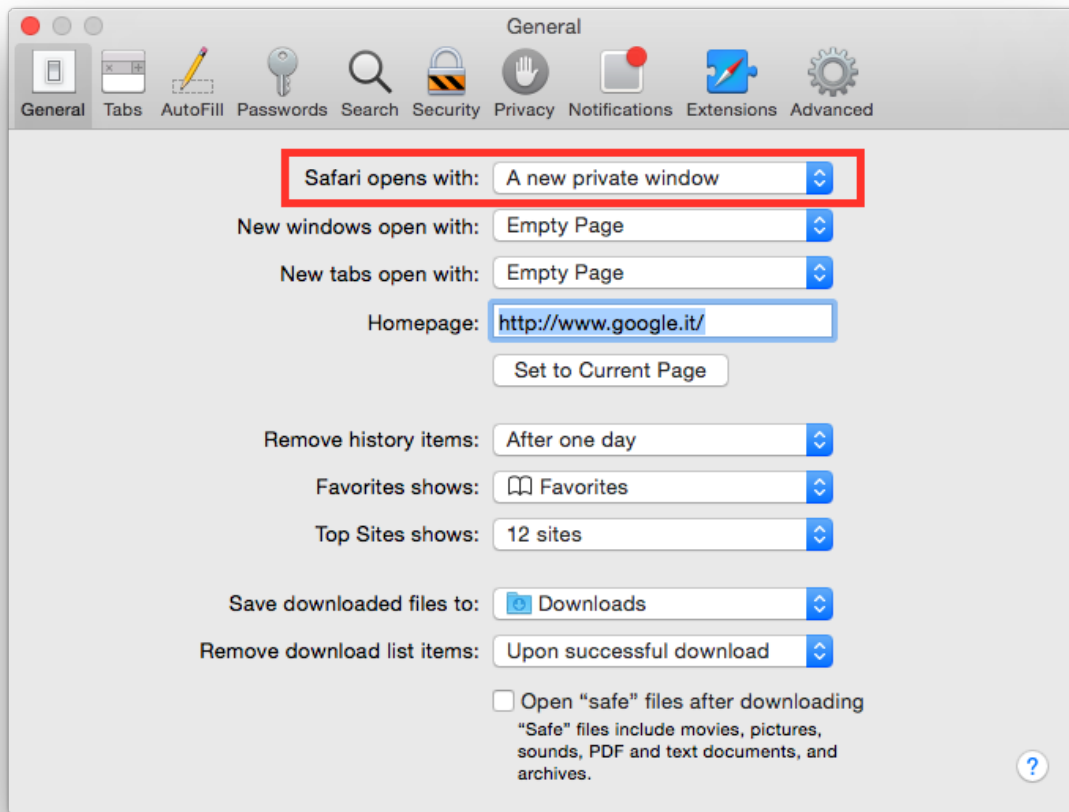 General
General Tabs AutoFill Passwords Search Security Privacy Notifications Extensions Advanced
Safari opens with: A new private window
New windows open with: Empty Page
New tabs open with: Empty Page
Homepage: http://www.google.it/
Set to Current Page
Remove history items: After one day
Favorites shows: Favorites
Top Sites shows: 12 sites
Save downloaded files to: Downloads
Remove download list items: Upon successful download
Open “safe” files after downloading
“Safe” files include movies, pictures,
sounds, PDF and text documents, and
archives.
?